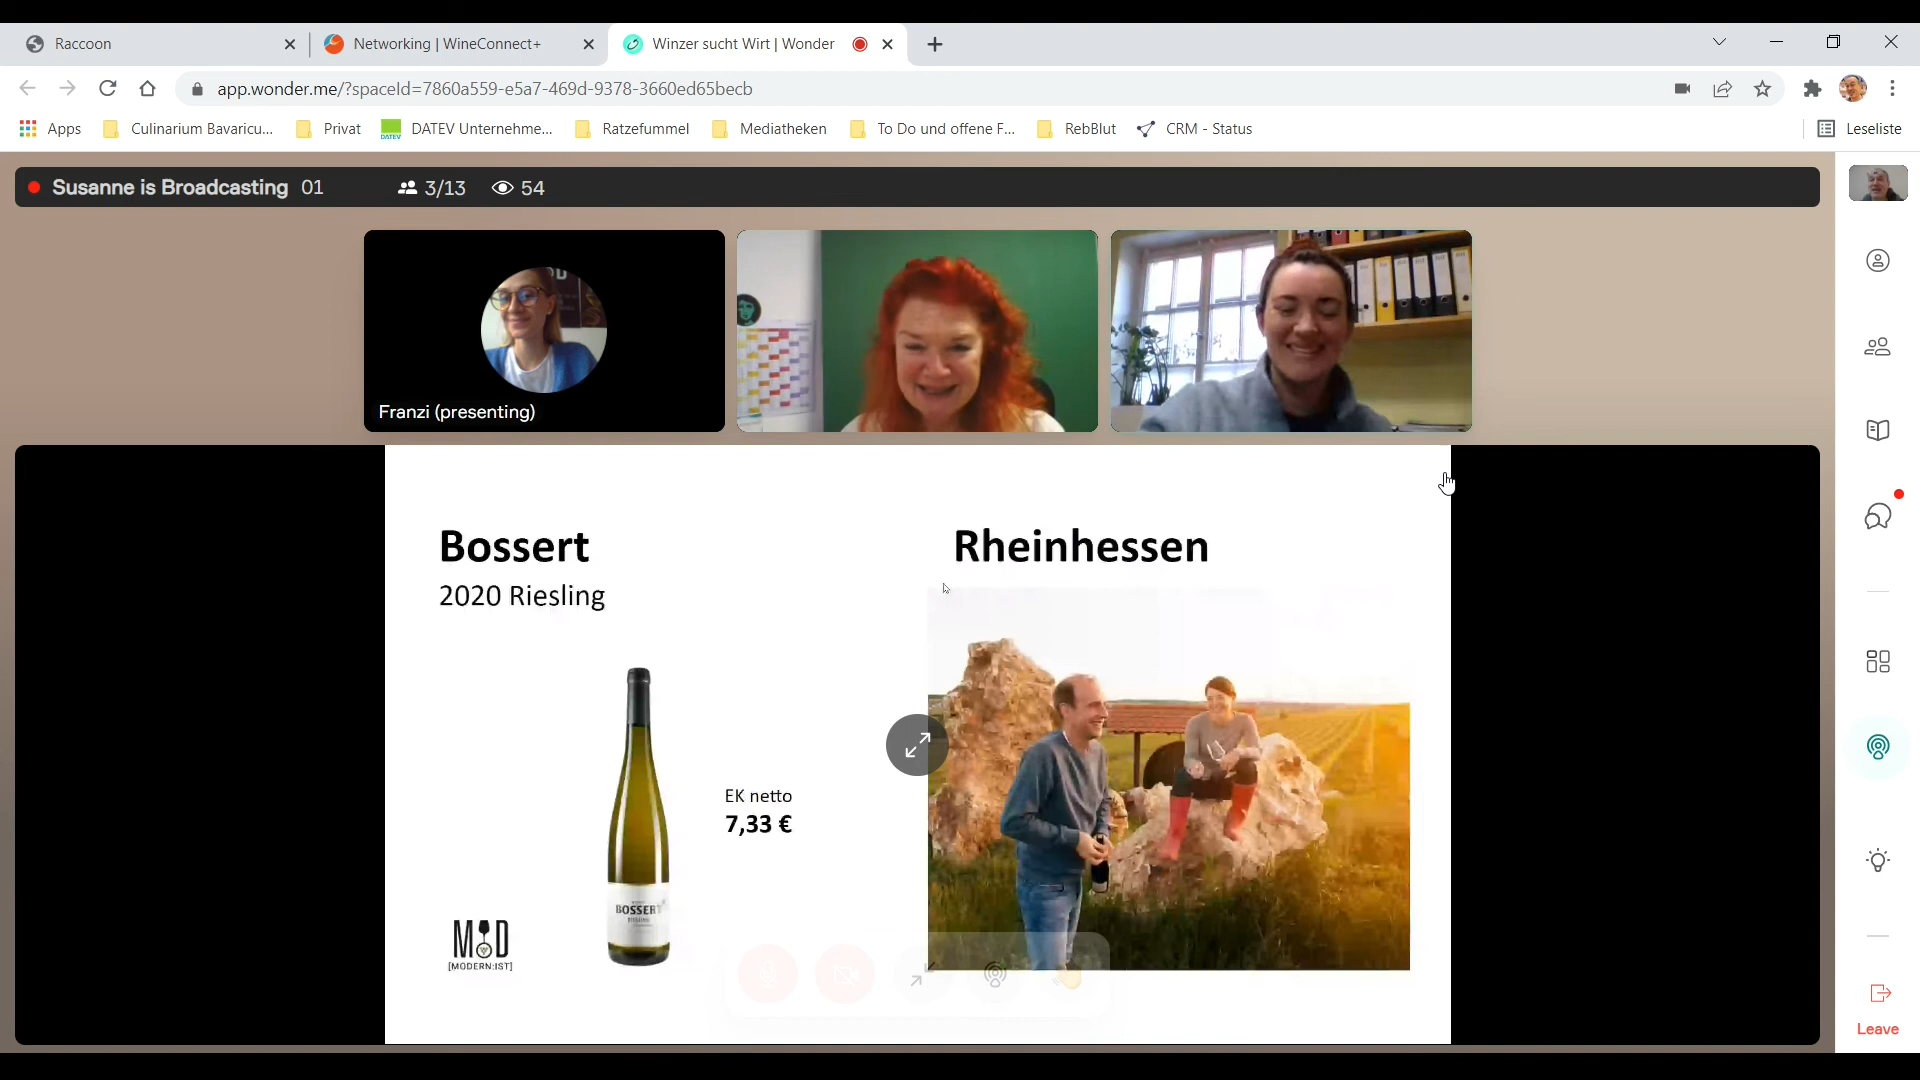 Raccoon
Networking | WineConnect+
Winzer sucht Wirt | Wonder
app.wonder.me/?spaceId=7860a559-e5a7-469d-9378-3660ed65becb
Apps
Culinarium Bavaricu...
Privat
DATEV
DATEV Unternehme...
Ratzefummel
Mediatheken
To Do und offene F...
RebBlut
CRM - Status
Leseliste
Susanne is Broadcasting 01
3/13
54
Franzi (presenting)
Bossert
Rheinhessen
2020 Riesling
EK netto
7,33 €
BOSSERT
[MODERN:IST]
Leave